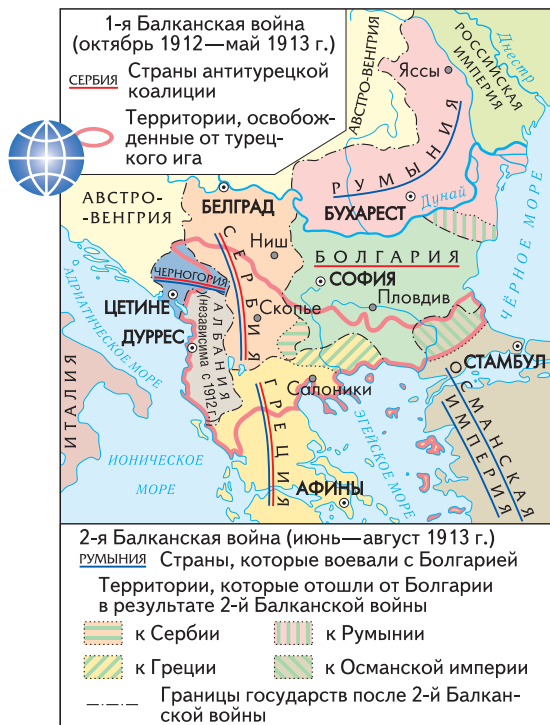 1-я Балканская война
(октябрь 1912—май 1913 г.)
СЕРБИЯ Страны антитурецкой
коалиции
Территории, освобож-
денные от турец-
кого ига
АВСТРО-ВЕНГРИЯ
РОССИЙСКАЯ
ИМПЕРИЯ
Днестр
Яссы
РУМЫНИЯ
АВСТРО-
-ВЕНГРИЯ
БЕЛГРАД
БУХАРЕСТ
Дунай
ЧЕРНОЕ МОРЕ
Ниш
СЕРБИЯ
БОЛГАРИЯ
СОФИЯ
Пловдив
ЧЕРНОГОРИЯ
ЦЕТИНЕ
Скопье
АДРИАТИЧЕСКОЕ МОРЕ
ДУРРЕС
АЛБАНИЯ
(независима с 1912 г.)
СТАМБУЛ
Салоники
ИТАЛИЯ
ГРЕЦИЯ
ОСМАНСКАЯ
ИМПЕРИЯ
ИОНИЧЕСКОЕ
МОРЕ
ЭГЕЙСКОЕ МОРЕ
АФИНЫ
2-я Балканская война (июнь—август 1913 г.)
РУМЫНИЯ Страны, которые воевали с Болгарией
Территории, которые отошли от Болгарии
в результате 2-й Балканской войны
к Сербии
к Румынии
к Греции
к Османской империи
Границы государств после 2-й Балкан-
ской войны